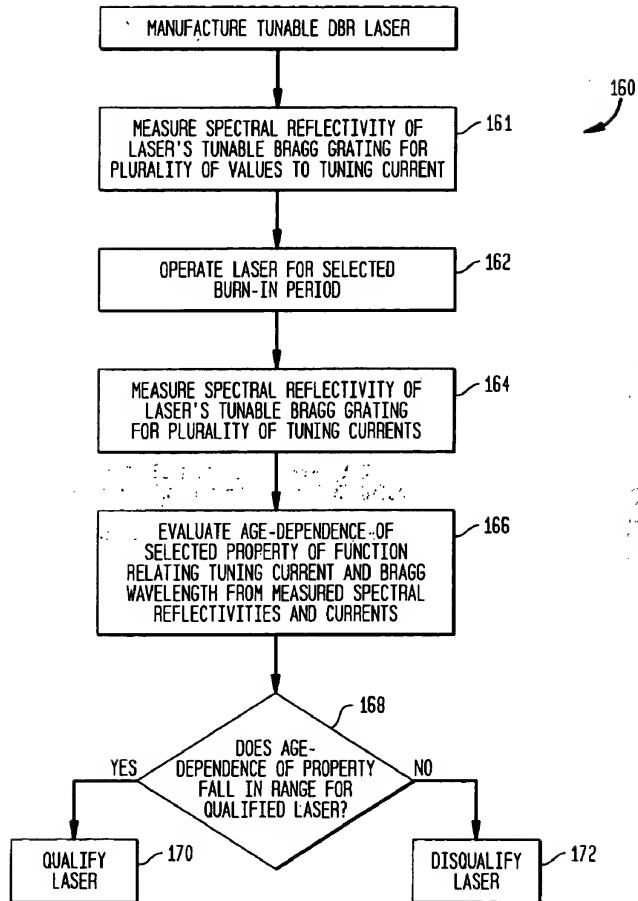 MANUFACTURE TUNABLE DBR LASER
160
MEASURE SPECTRAL REFLECTIVITY OF
LASER'S TUNABLE BRAGG GRATING FOR
PLURALITY OF VALUES TO TUNING CURRENT
161
OPERATE LASER FOR SELECTED
BURN-IN PERIOD
162
MEASURE SPECTRAL REFLECTIVITY OF
LASER'S TUNABLE BRAGG GRATING
FOR PLURALITY OF TUNING CURRENTS
164
EVALUATE AGE-DEPENDENCE OF
SELECTED PROPERTY OF FUNCTION
RELATING TUNING CURRENT AND BRAGG
WAVELENGTH FROM MEASURED SPECTRAL
REFLECTIVITIES AND CURRENTS
166
168
DOES AGE-
DEPENDENCE OF PROPERTY
FALL IN RANGE FOR
QUALIFIED LASER?
YES
NO
QUALIFY
LASER
170
DISQUALIFY
LASER
172